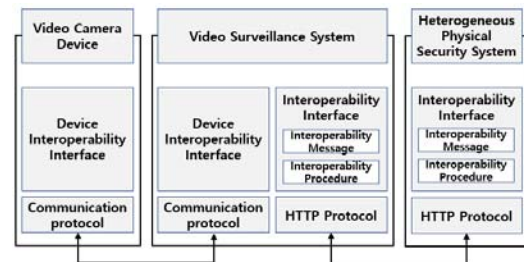 Video Camera
Device
Video Surveillance System
Heterogeneous
Physical
Security System
Device
Interoperability
Interface
Device
Interoperability
Interface
Interoperability
Interface
Interoperability
Message
Interoperability
Procedure
Interoperability
Interface
Interoperability
Message
Interoperability
Procedure
Communication
protocol
Communication
protocol
HTTP Protocol
HTTP Protocol